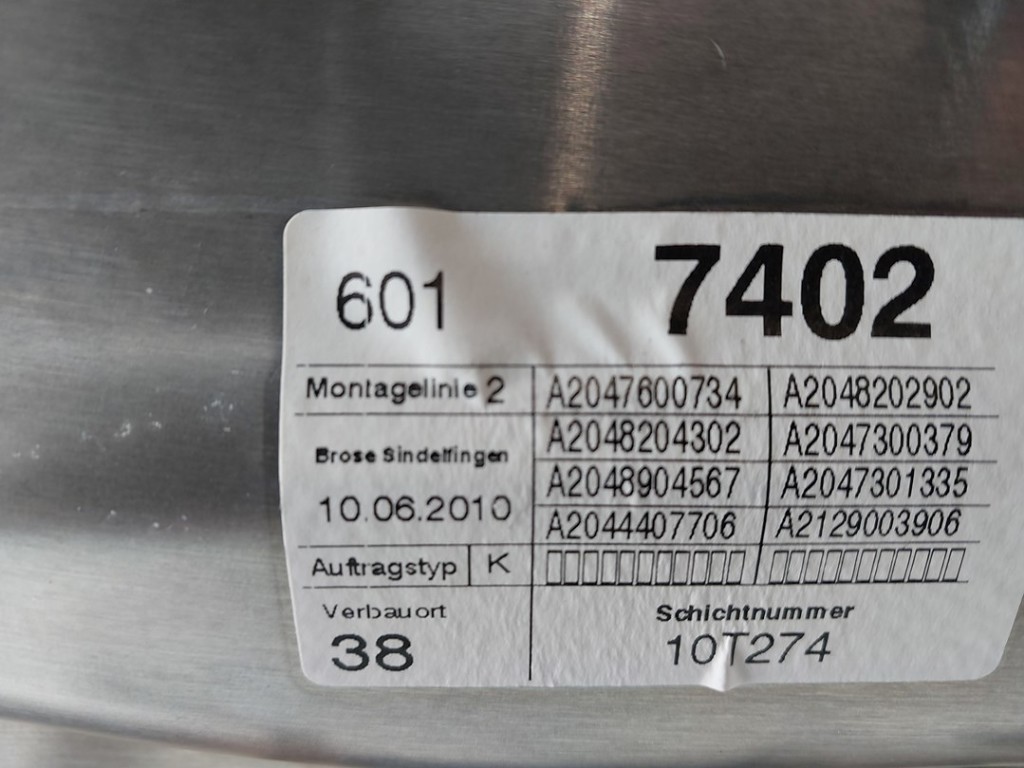 601 7402
Montagelinie 2 A2047600734 A2048202902
A2048204302 A2047300379
Brose Sindelfingen
A2048904567 A2047301335
10.06.2010
A2044407706 A2129003906
Auftragstyp K
Verbauort Schichtnummer
38 10T274